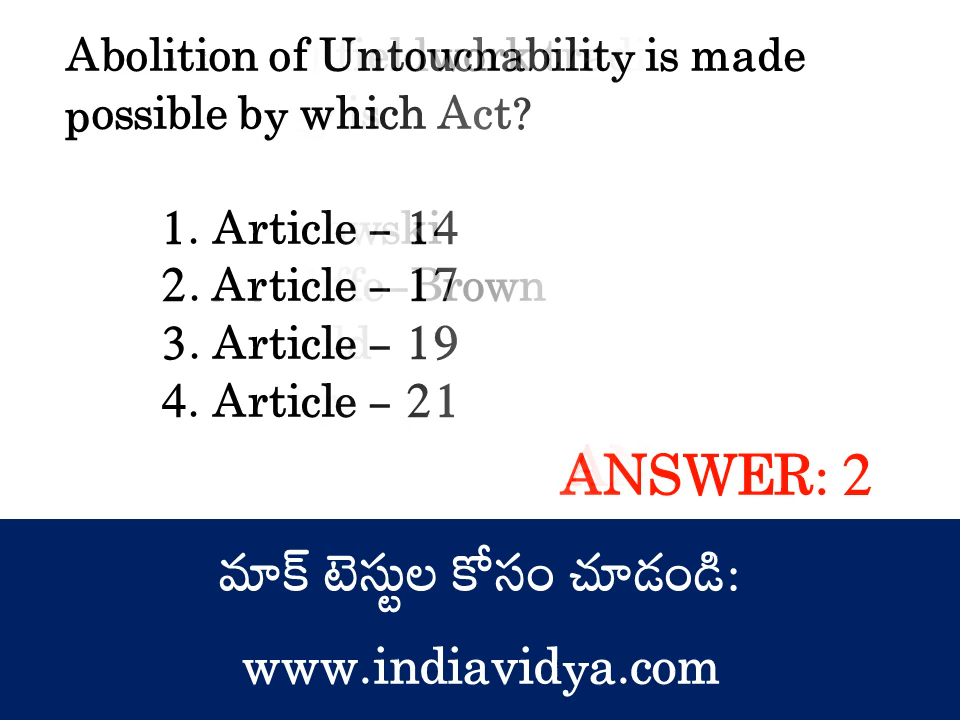 Abolition of Untouchability is made
possible by which Act?
1. Article – 14
2. Article – 17
3. Article – 19
4. Article – 21
ANSWER: 2
మాక్ టెస్టుల కోసం చూడండి:
www.indiavidya.com